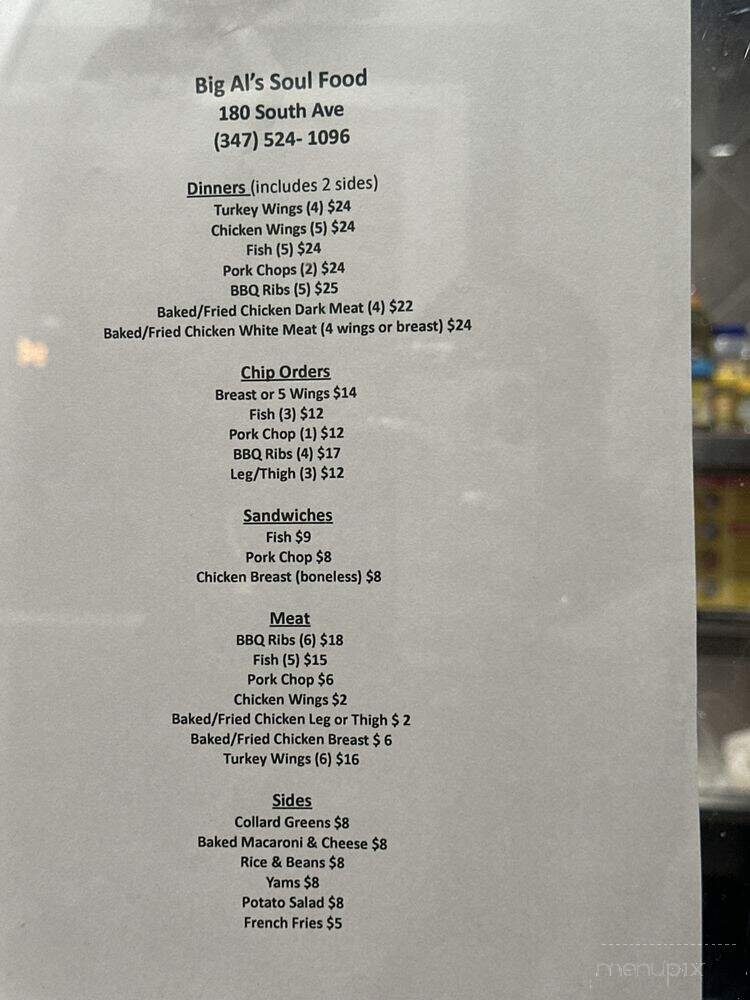 Big Al's Soul Food
180 South Ave
(347) 524- 1096
Dinners (includes 2 sides)
Turkey Wings (4) $24
Chicken Wings (5) $24
Fish (5) $24
Pork Chops (2) $24
BBQ Ribs (5) $25
Baked/Fried Chicken Dark Meat (4) $22
Baked/Fried Chicken White Meat (4 wings or breast) $24
Chip Orders
Breast or 5 Wings $14
Fish (3) $12
Pork Chop (1) $12
BBQ Ribs (4) $17
Leg/Thigh (3) $12
Sandwiches
Fish $9
Pork Chop $8
Chicken Breast (boneless) $8
Meat
BBQ Ribs (6) $18
Fish (5) $15
Pork Chop $6
Chicken Wings $2
Baked/Fried Chicken Leg or Thigh $ 2
Baked/Fried Chicken Breast $ 6
Turkey Wings (6) $16
Sides
Collard Greens $8
Baked Macaroni & Cheese $8
Rice & Beans $8
Yams $8
Potato Salad $8
French Fries $5
menupix